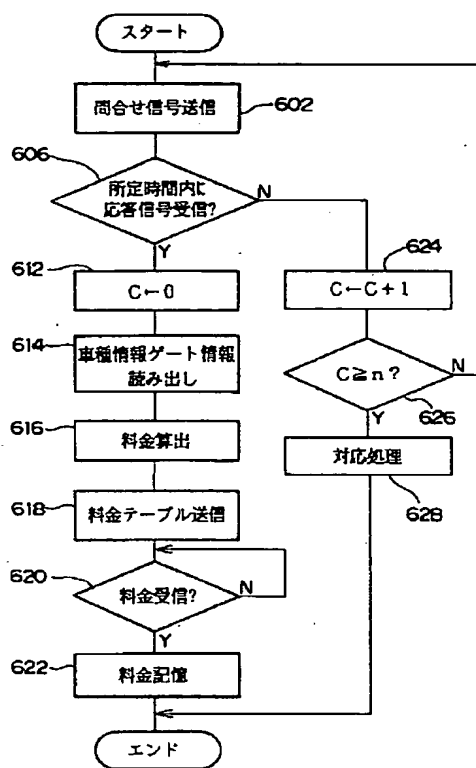 スタート
問合せ信号送信
602
606
所定時間内に
応答信号受信?
N
Y
612
C←0
624
C←C+1
614
車種情報ゲート情報
読み出し
C≧n?
N
626
Y
616
料金算出
対応処理
628
618
料金テーブル送信
620
料金受信?
N
Y
622
料金記憶
エンド